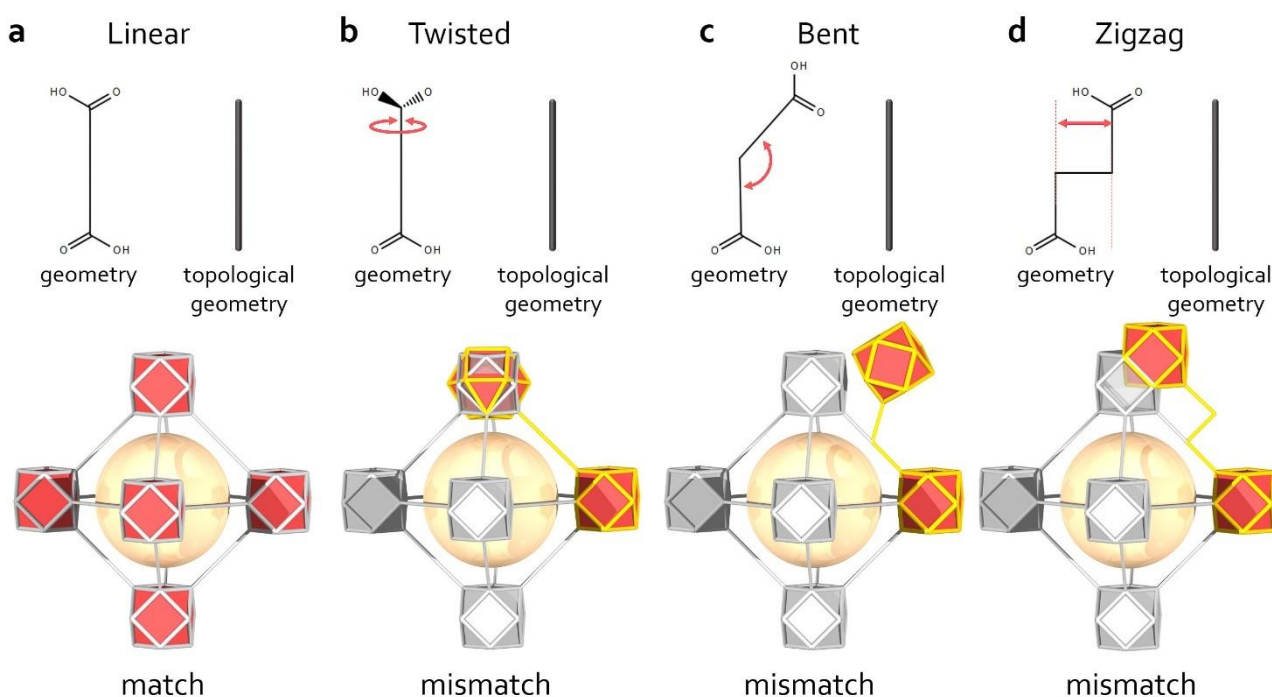 a Linear
b Twisted
c Bent
d Zigzag
HO O
O OH
geometry
topological
geometry
HO O
O OH
geometry
topological
geometry
OH
O
O OH
geometry
topological
geometry
HO O
O OH
geometry
topological
geometry
match
mismatch
mismatch
mismatch